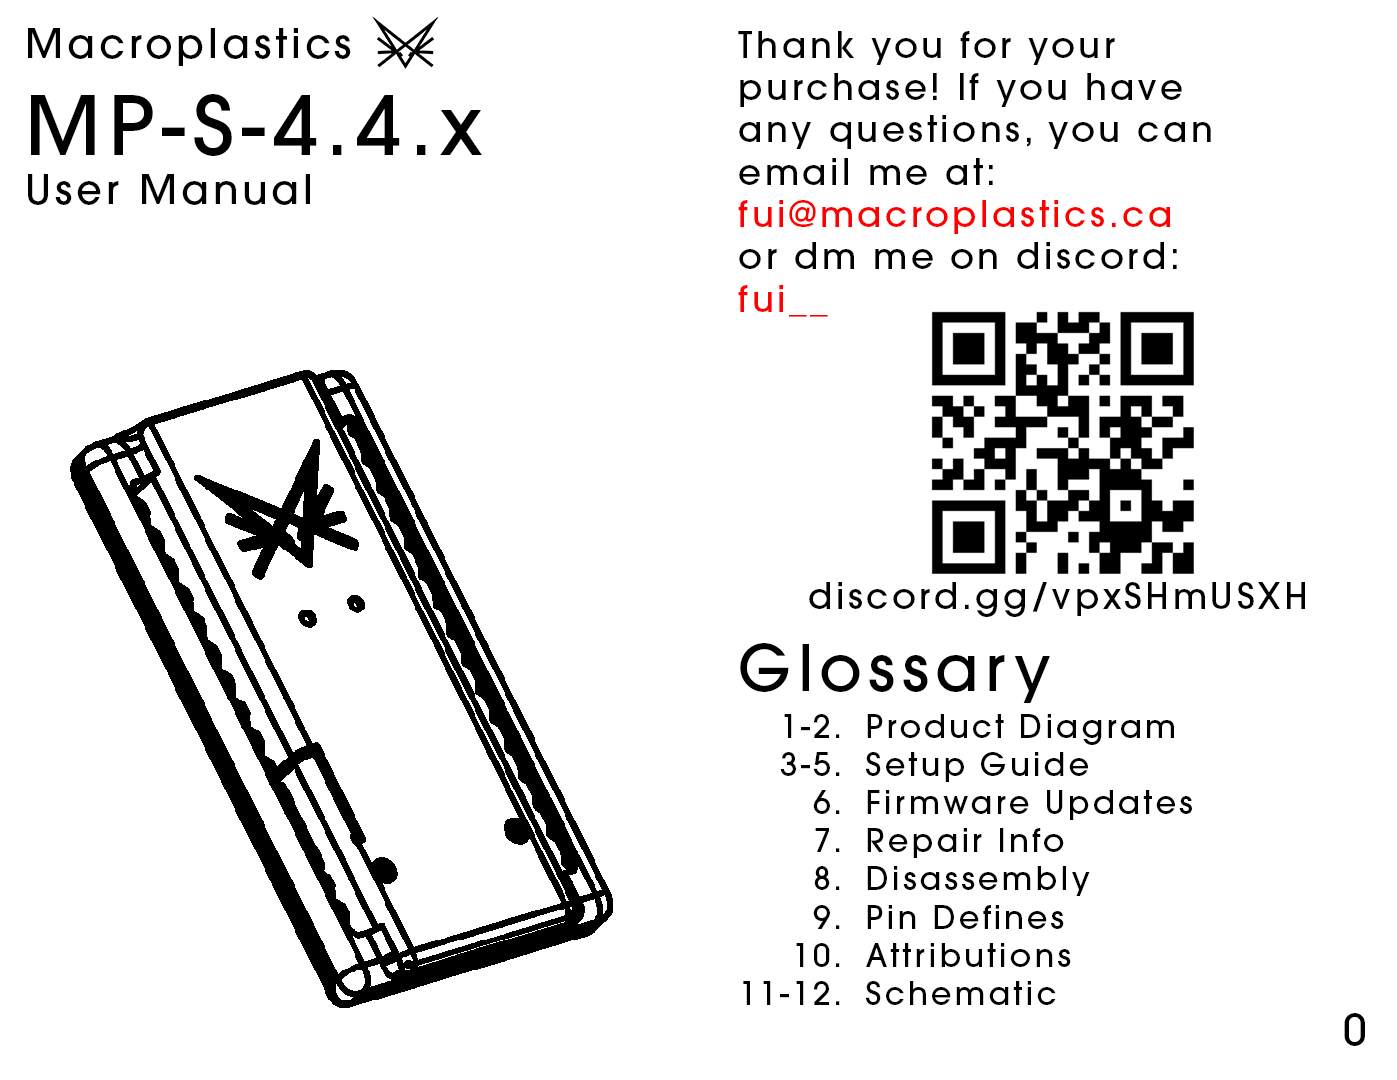 Macroplastics
MP-S-4.4.x
User Manual
Thank you for your
purchase! If you have
any questions, you can
email me at:
fui@macroplastics.ca
or dm me on discord:
fui__
discord.gg/vpxSHmUSXH
Glossary
1-2. Product Diagram
3-5. Setup Guide
6. Firmware Updates
7. Repair Info
8. Disassembly
9. Pin Defines
10. Attributions
11-12. Schematic
0